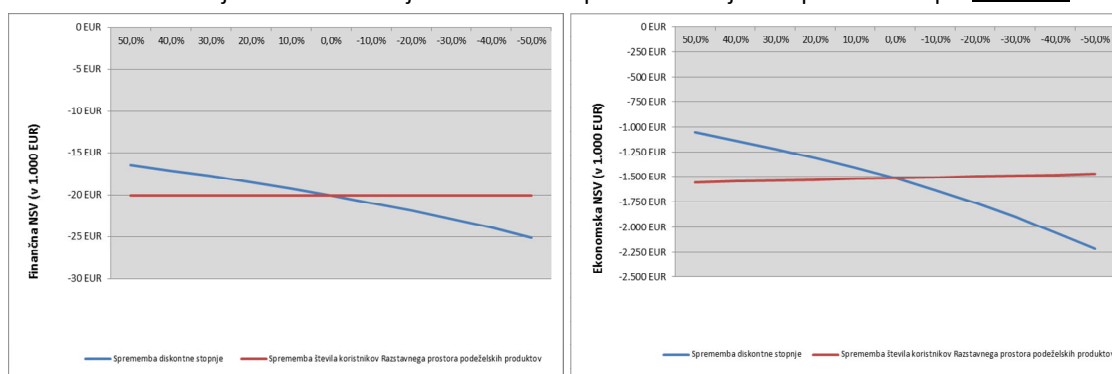 Finančna NSV (v 1.000 EUR)
0 EUR
-5 EUR
-10 EUR
-15 EUR
-20 EUR
-25 EUR
-30 EUR
50,0% 40,0% 30,0% 20,0% 10,0% 0,0% -10,0% -20,0% -30,0% -40,0% -50,0%
Sprememba diskontne stopnje
Sprememba števila koristnikov Razstavnega prostora podeželskih produktov
Ekonomska NSV (v 1.000 EUR)
0 EUR
-250 EUR
-500 EUR
-750 EUR
-1.000 EUR
-1.250 EUR
-1.500 EUR
-1.750 EUR
-2.000 EUR
-2.250 EUR
-2.500 EUR
50,0% 40,0% 30,0% 20,0% 10,0% 0,0% -10,0% -20,0% -30,0% -40,0% -50,0%
Sprememba diskontne stopnje
Sprememba števila koristnikov Razstavnega prostora podeželskih produktov